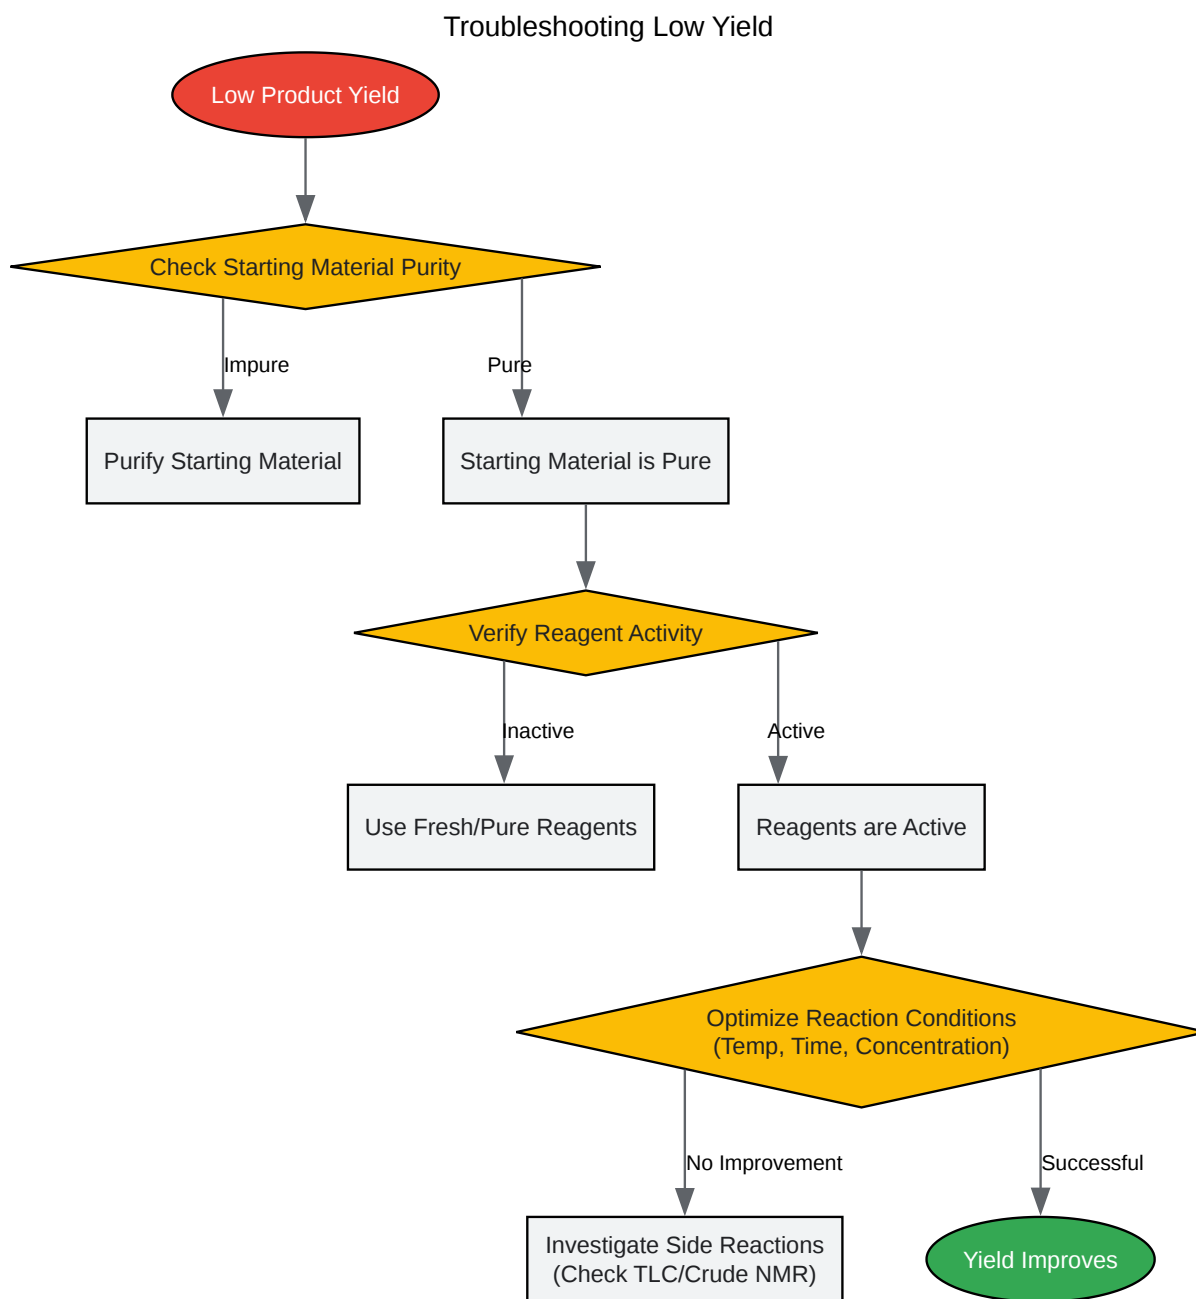 Troubleshooting Low Yield
Low Product Yield
Check Starting Material Purity
Impure
Pure
Purify Starting Material
Starting Material is Pure
Verify Reagent Activity
Inactive
Active
Use Fresh/Pure Reagents
Reagents are Active
Optimize Reaction Conditions
(Temp, Time, Concentration)
No Improvement
Successful
Investigate Side Reactions
(Check TLC/Crude NMR)
Yield Improves